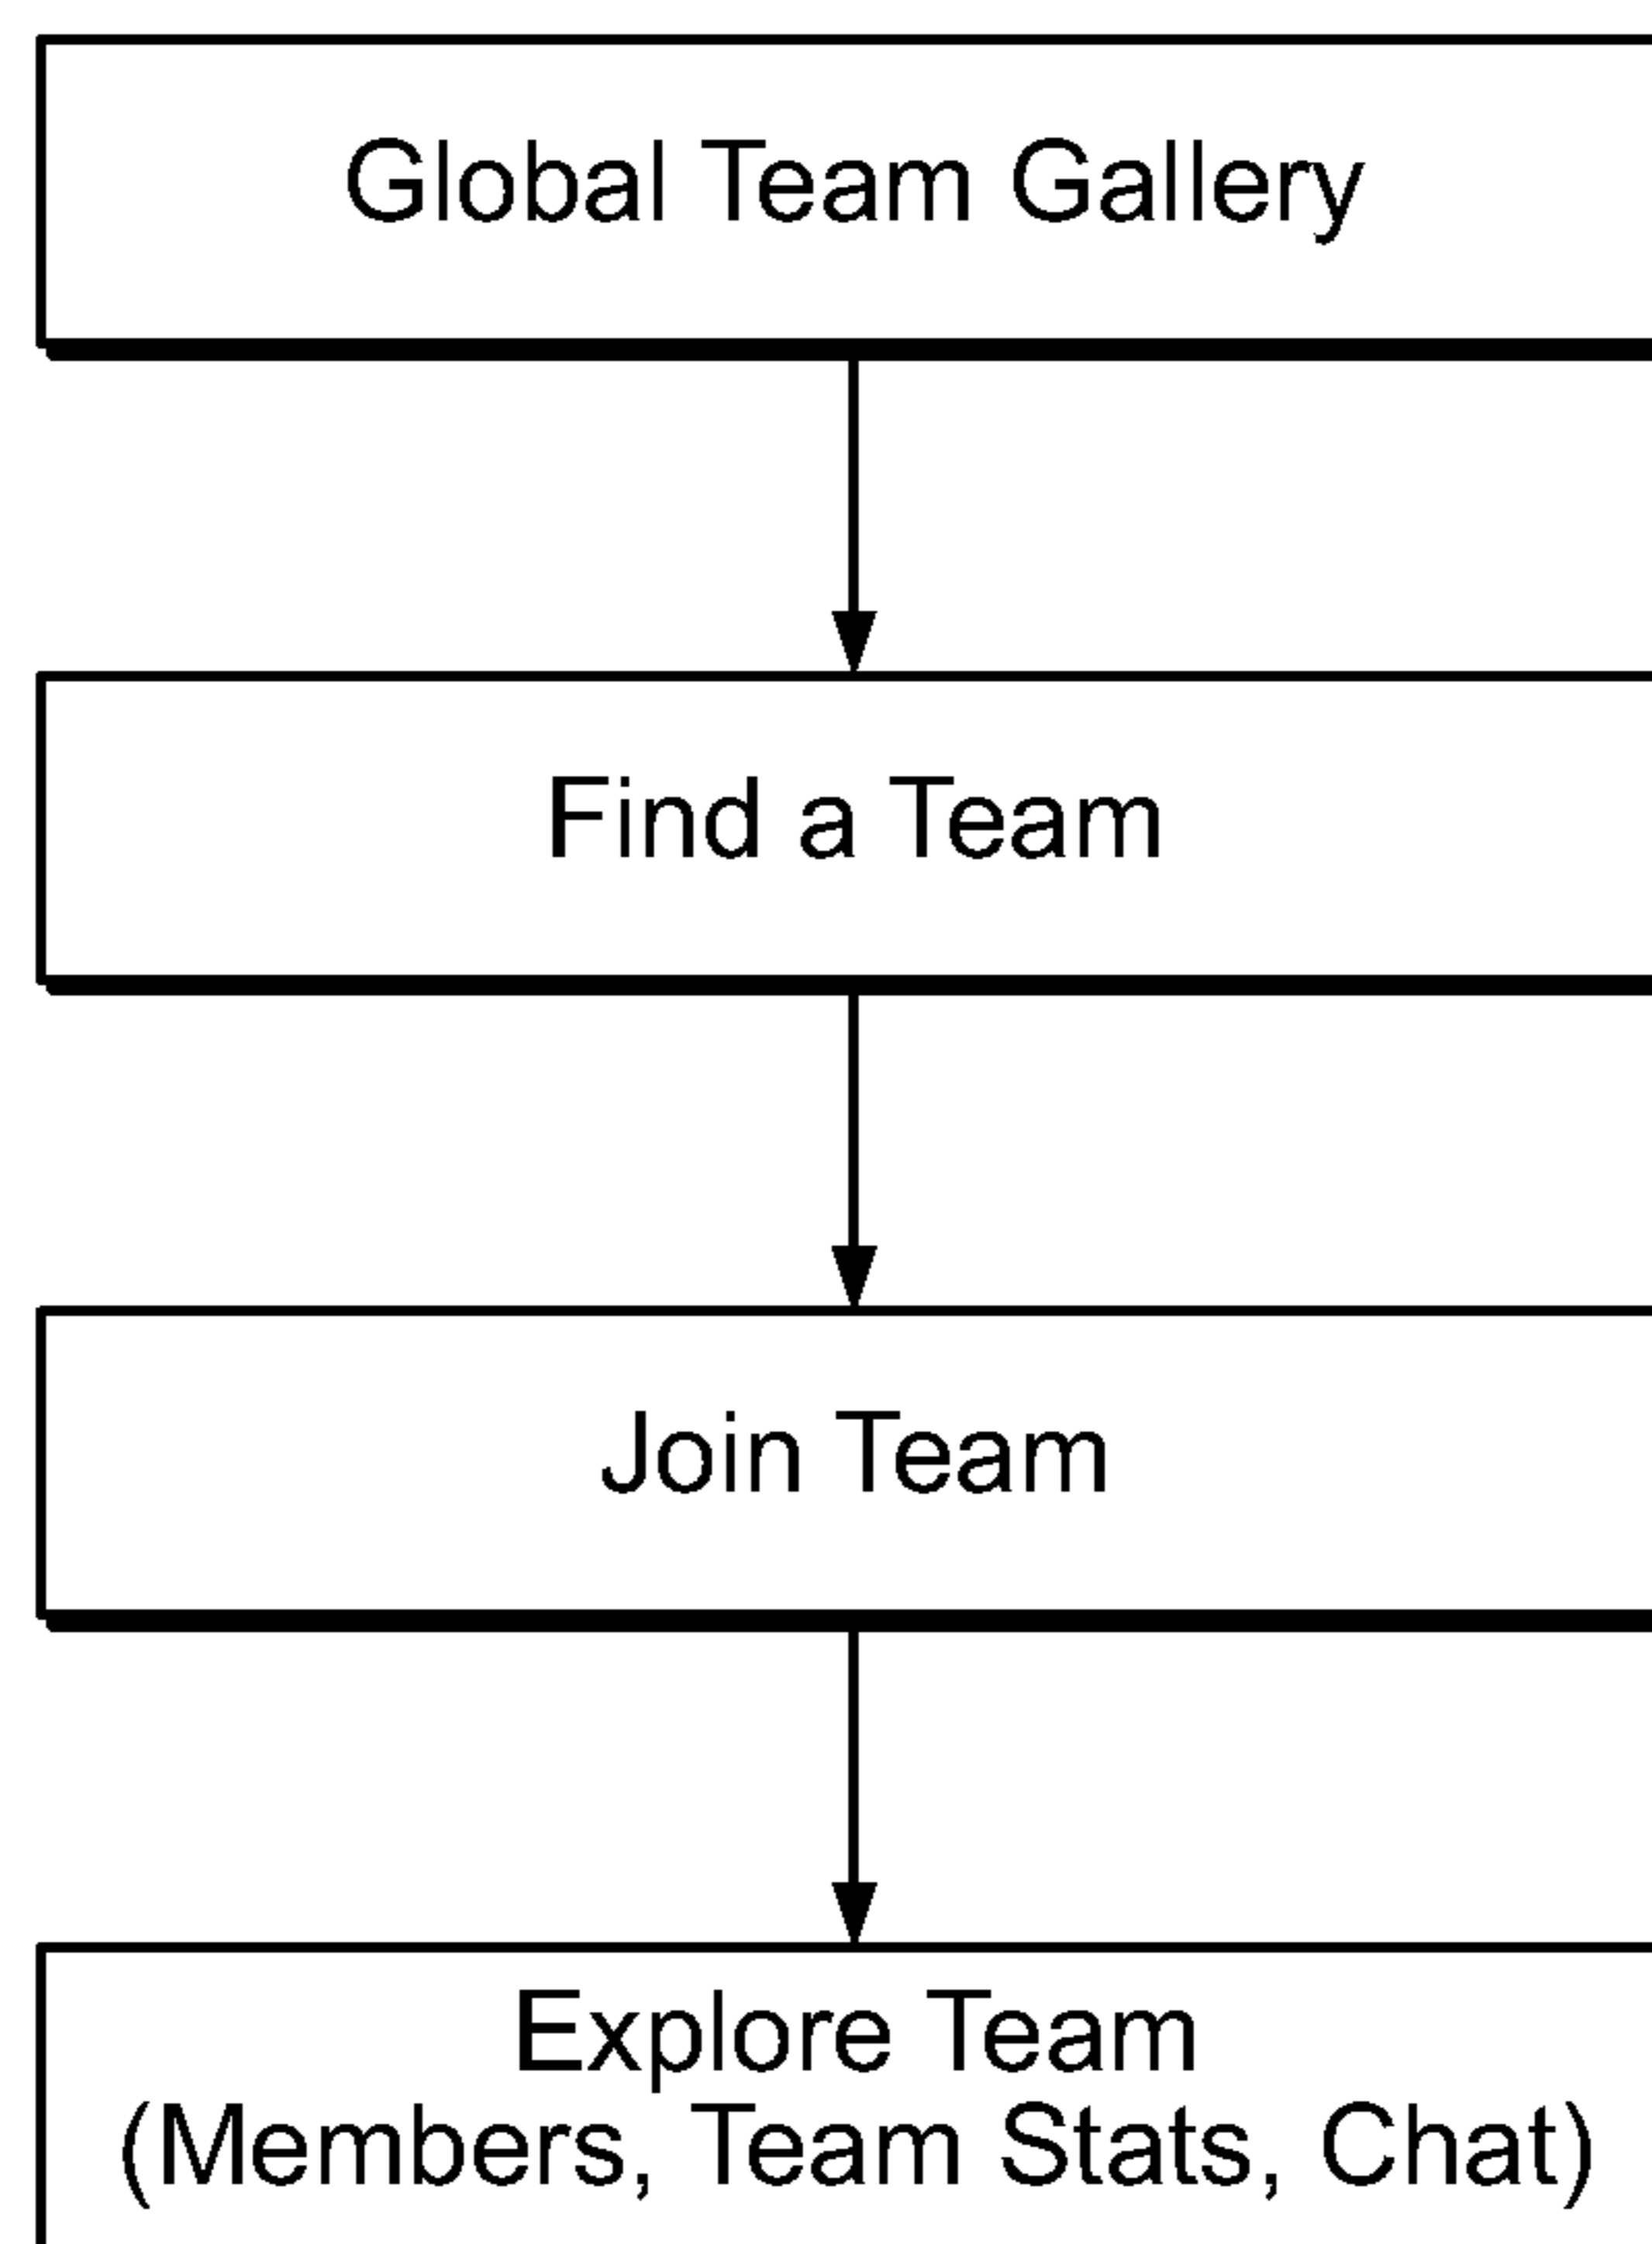 Global Team Gallery
Find a Team
Join Team
Explore Team
(Members, Team Stats, Chat)